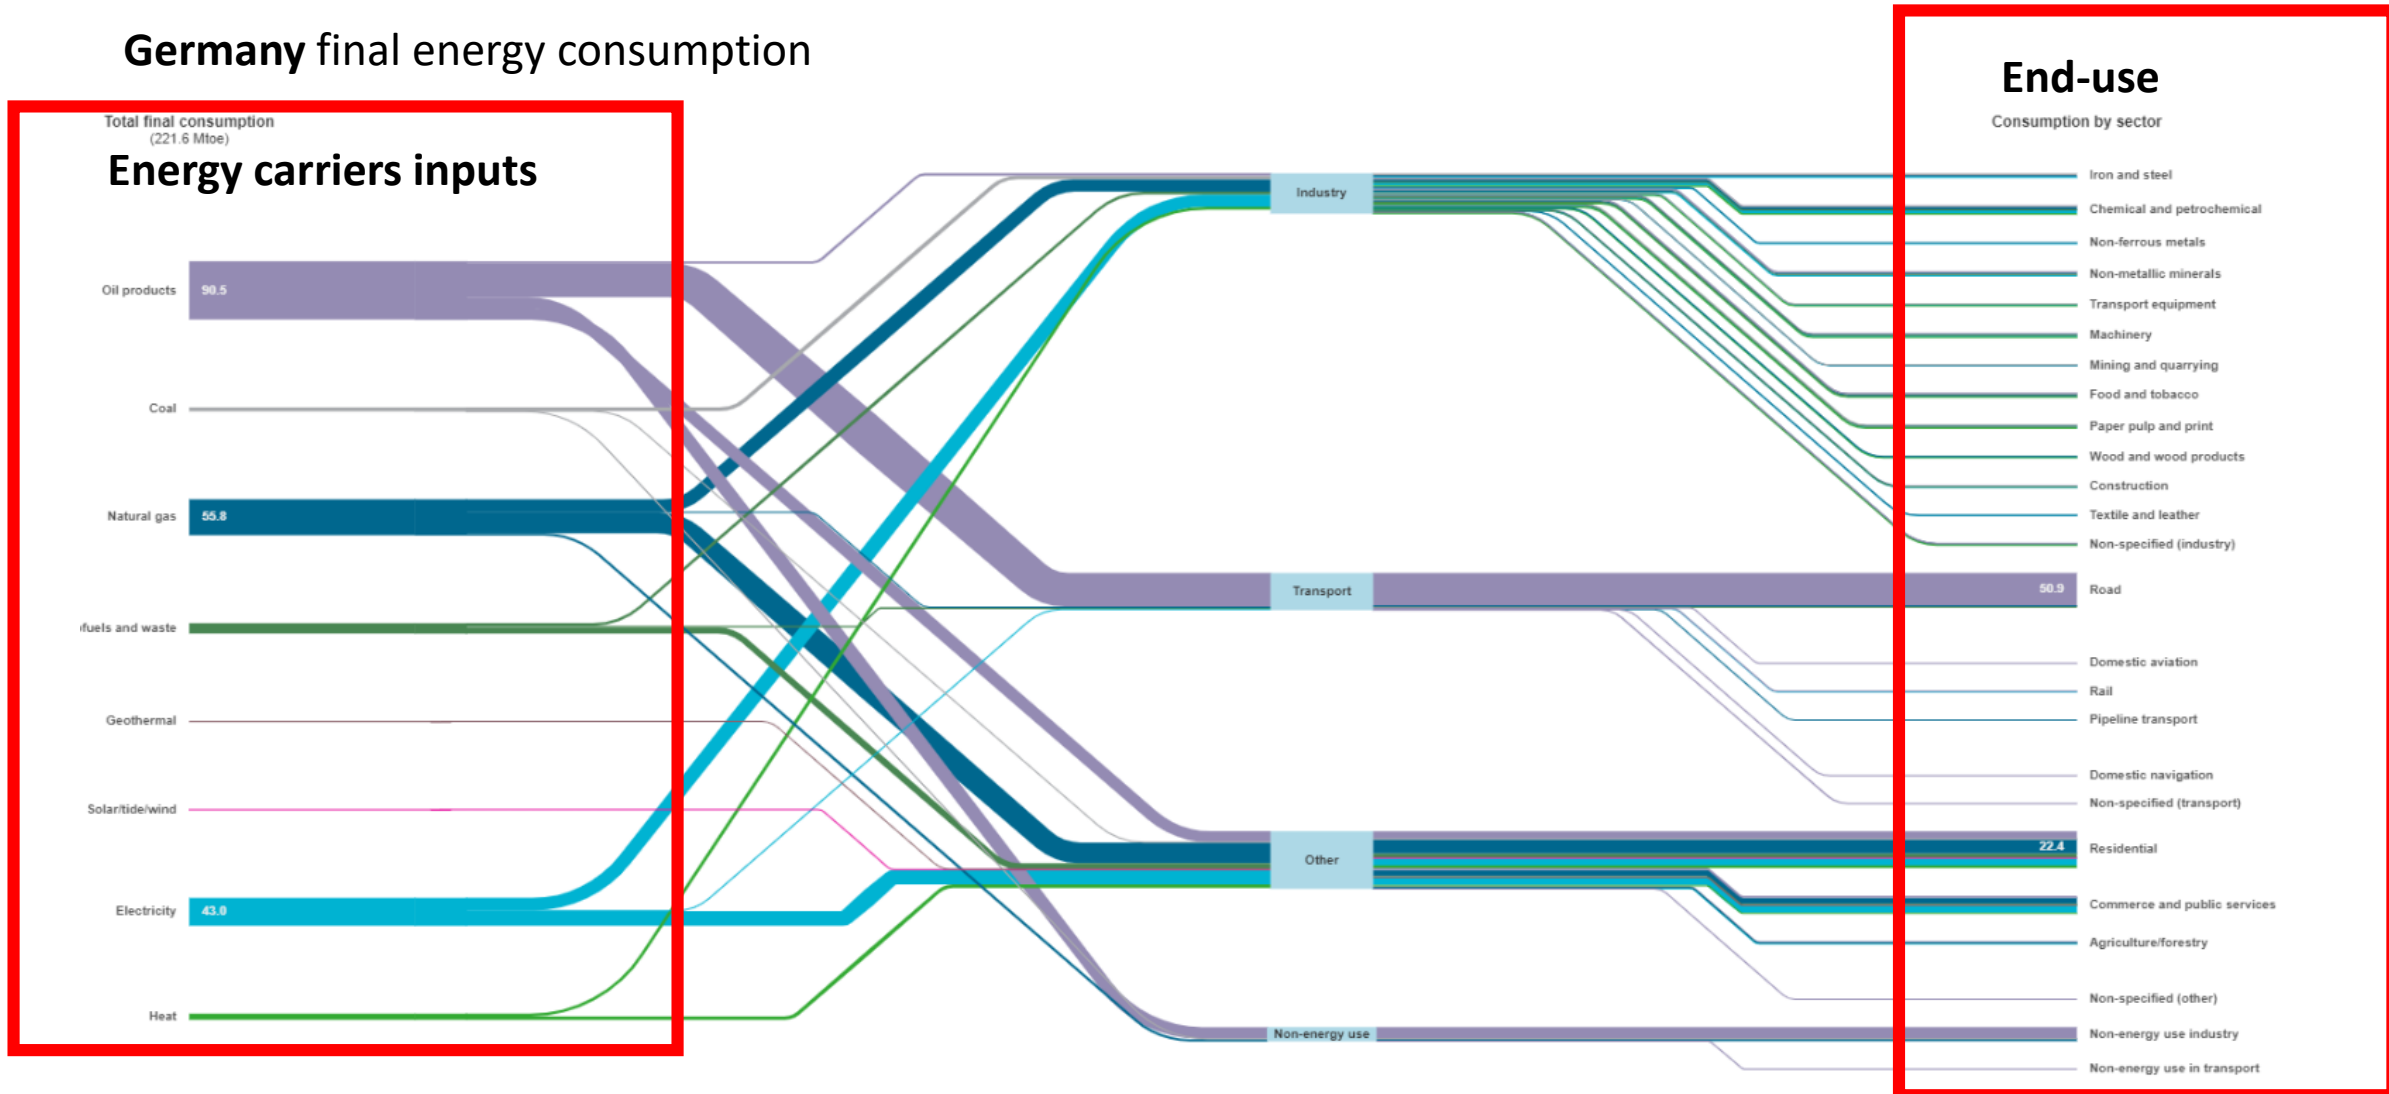 Germany final energy consumption
Total final consumption
(221.6 Mtoe)
Energy carriers inputs
Oil products
90.5
Coal
Natural gas
55.8
fuels and waste
Geothermal
Solar/tide/wind
Electricity
43.0
Heat
Industry
Transport
Other
Non-energy use
End-use
Consumption by sector
Iron and steel
Chemical and petrochemical
Non-ferrous metals
Non-metallic minerals
Transport equipment
Machinery
Mining and quarrying
Food and tobacco
Paper pulp and print
Wood and wood products
Construction
Textile and leather
Non-specified (industry)
50.9 Road
Domestic aviation
Rail
Pipeline transport
Domestic navigation
Non-specified (transport)
22.4 Residential
Commerce and public services
Agriculture/forestry
Non-specified (other)
Non-energy use industry
Non-energy use in transport